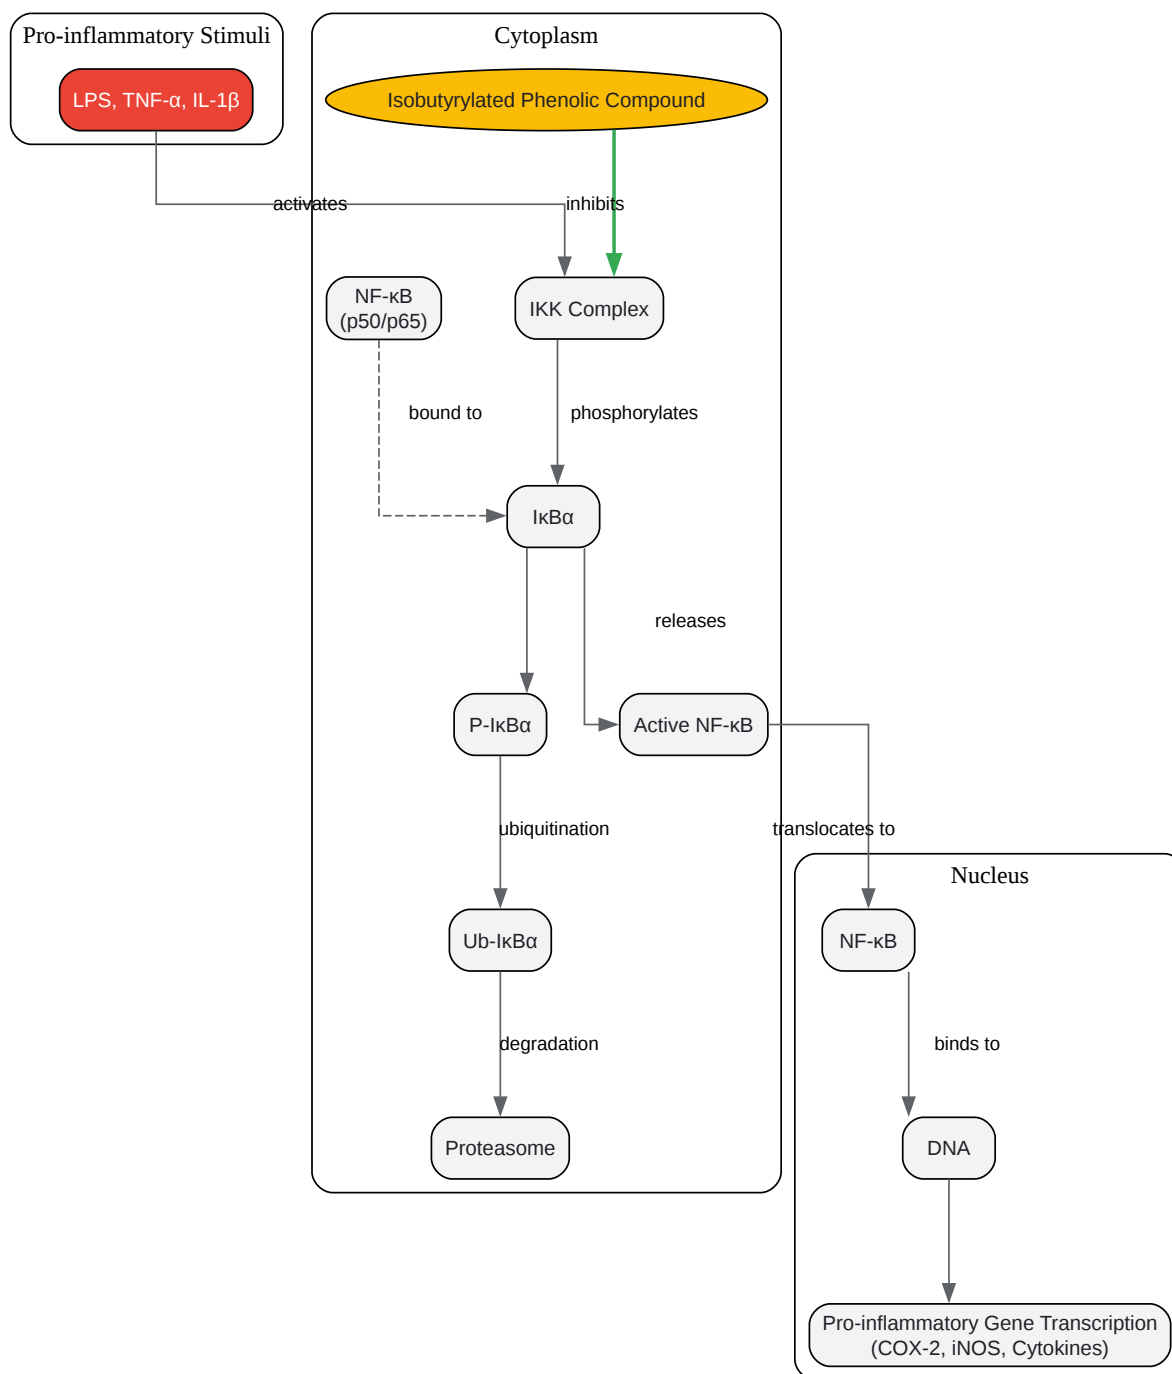 Pro-inflammatory Stimuli
LPS, TNF-α, IL-1β
Cytoplasm
Isobutyrylated Phenolic Compound
activates
inhibits
NF-κB
(p50/p65)
IKK Complex
bound to
phosphorylates
IκBα
releases
P-IκBα
Active NF-κB
ubiquitination
translocates to
Nucleus
Ub-IκBα
NF-κB
degradation
binds to
Proteasome
DNA
Pro-inflammatory Gene Transcription
(COX-2, iNOS, Cytokines)